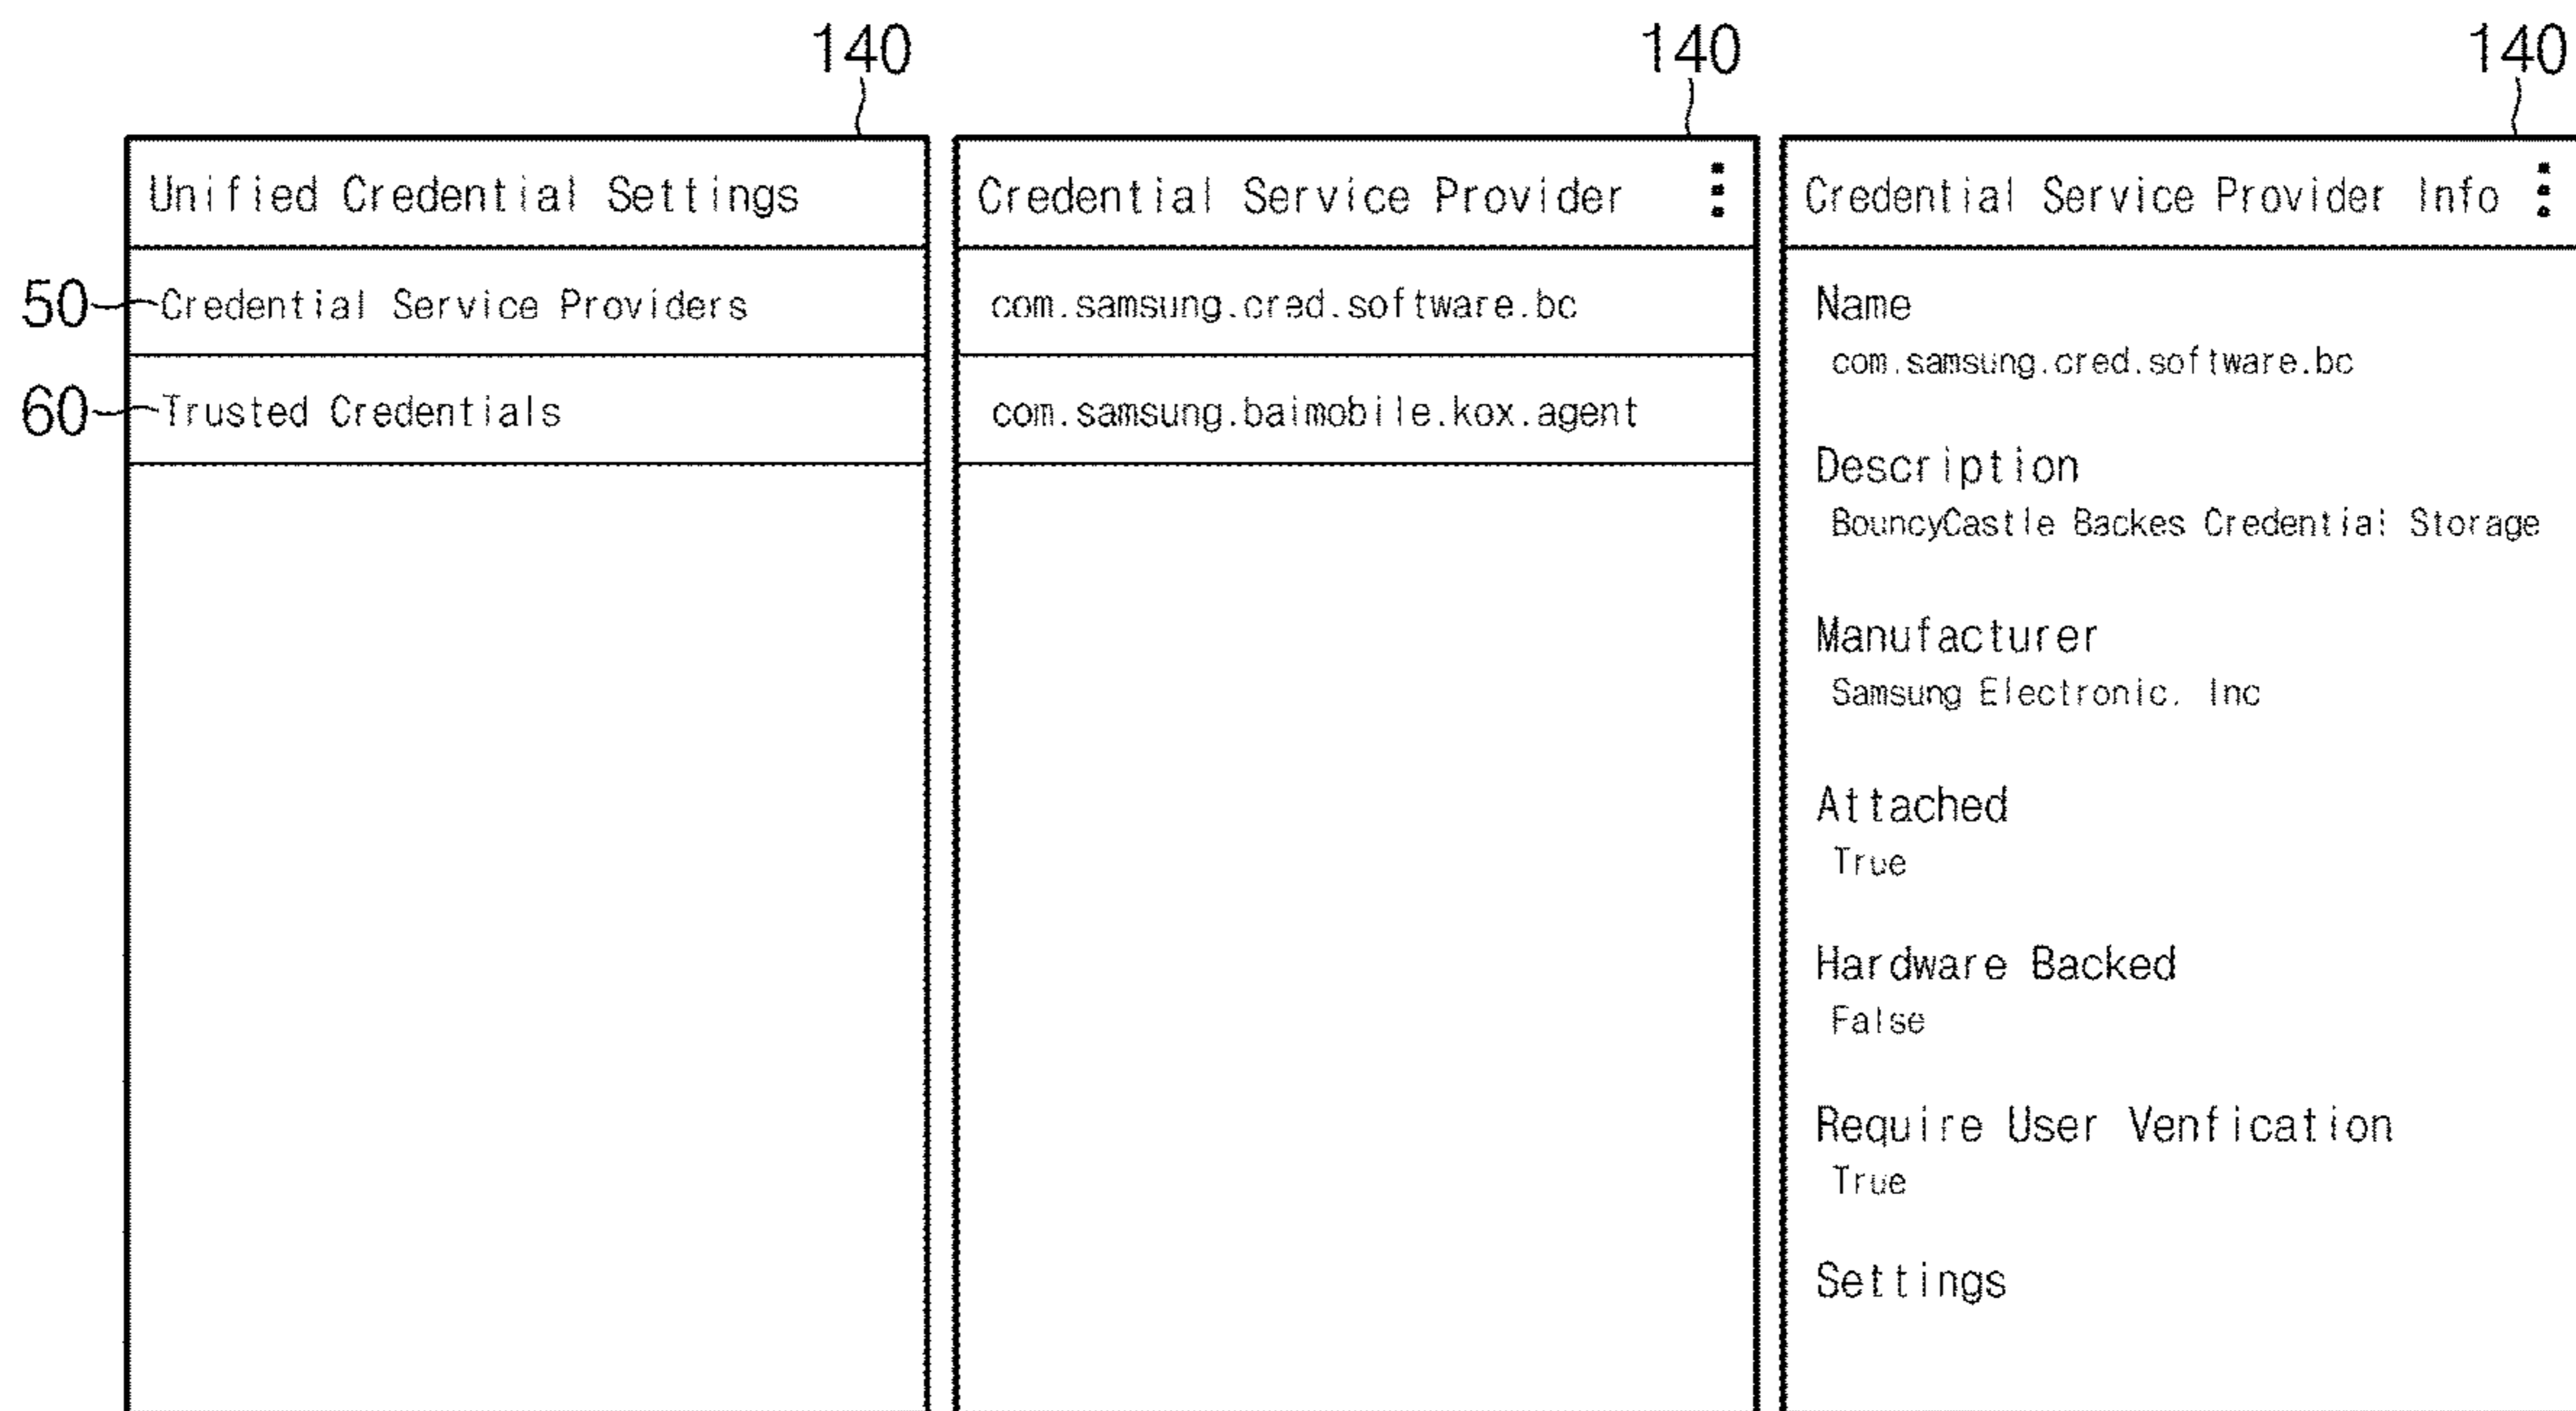 140
140
140
Unified Credential Settings
50
Credential Service Providers
60
Trusted Credentials
Credential Service Provider
com.samsung.cred.software.bc
com.samsung.baimobile.kox.agent
Credential Service Provider Info
Name
com.samsung.cred.software.bc
Description
BouncyCastle Backes Credential Storage
Manufacturer
Samsung Electronic. Inc
Attached
True
Hardware Backed
False
Require User Venfication
True
Settings